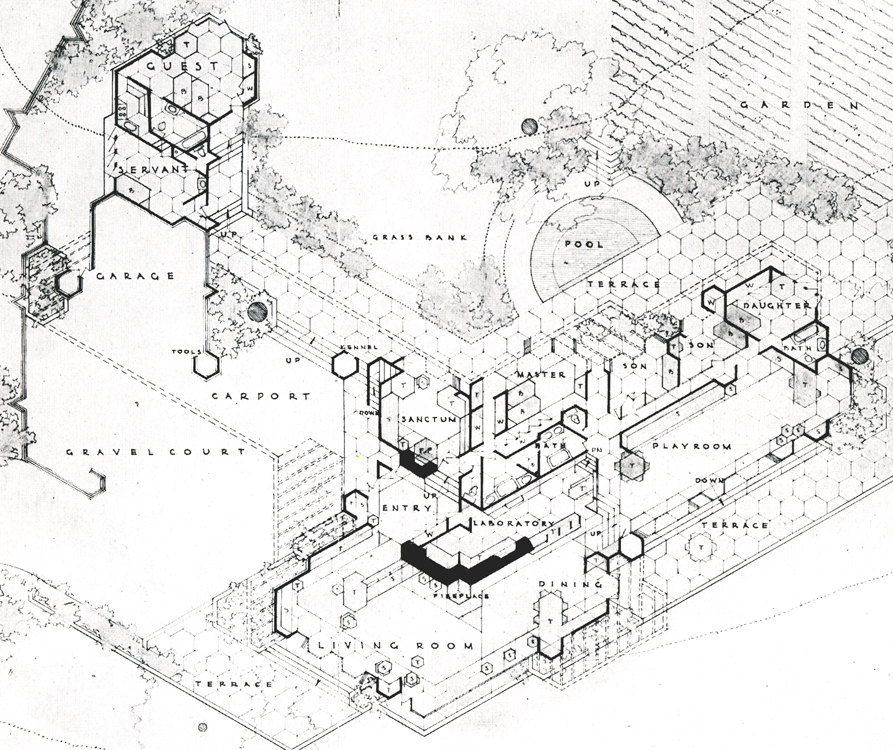 GUEST
T
S
W
B
B
GARDEN
SERVANT
B
UP
UP
GRASS BANK
POOL
GARAGE
TERRACE
W
T
DAUGHTER
W
B
TOOLS
UP
KENNEL
SON
T
SON
B
BATH
S
MASTER
T
CARPORT
T
DOWN
T
SANCTUM
T
W
W
B
B
S
S
T
GRAVEL COURT
BATH
DN
PLAYROOM
T
DOWN
UP
ENTRY
W
LABORATORY
UP
TERRACE
T
T
FIREPLACE
DINING
T
T
LIVING ROOM
S
S
T
S
S
TERRACE
T